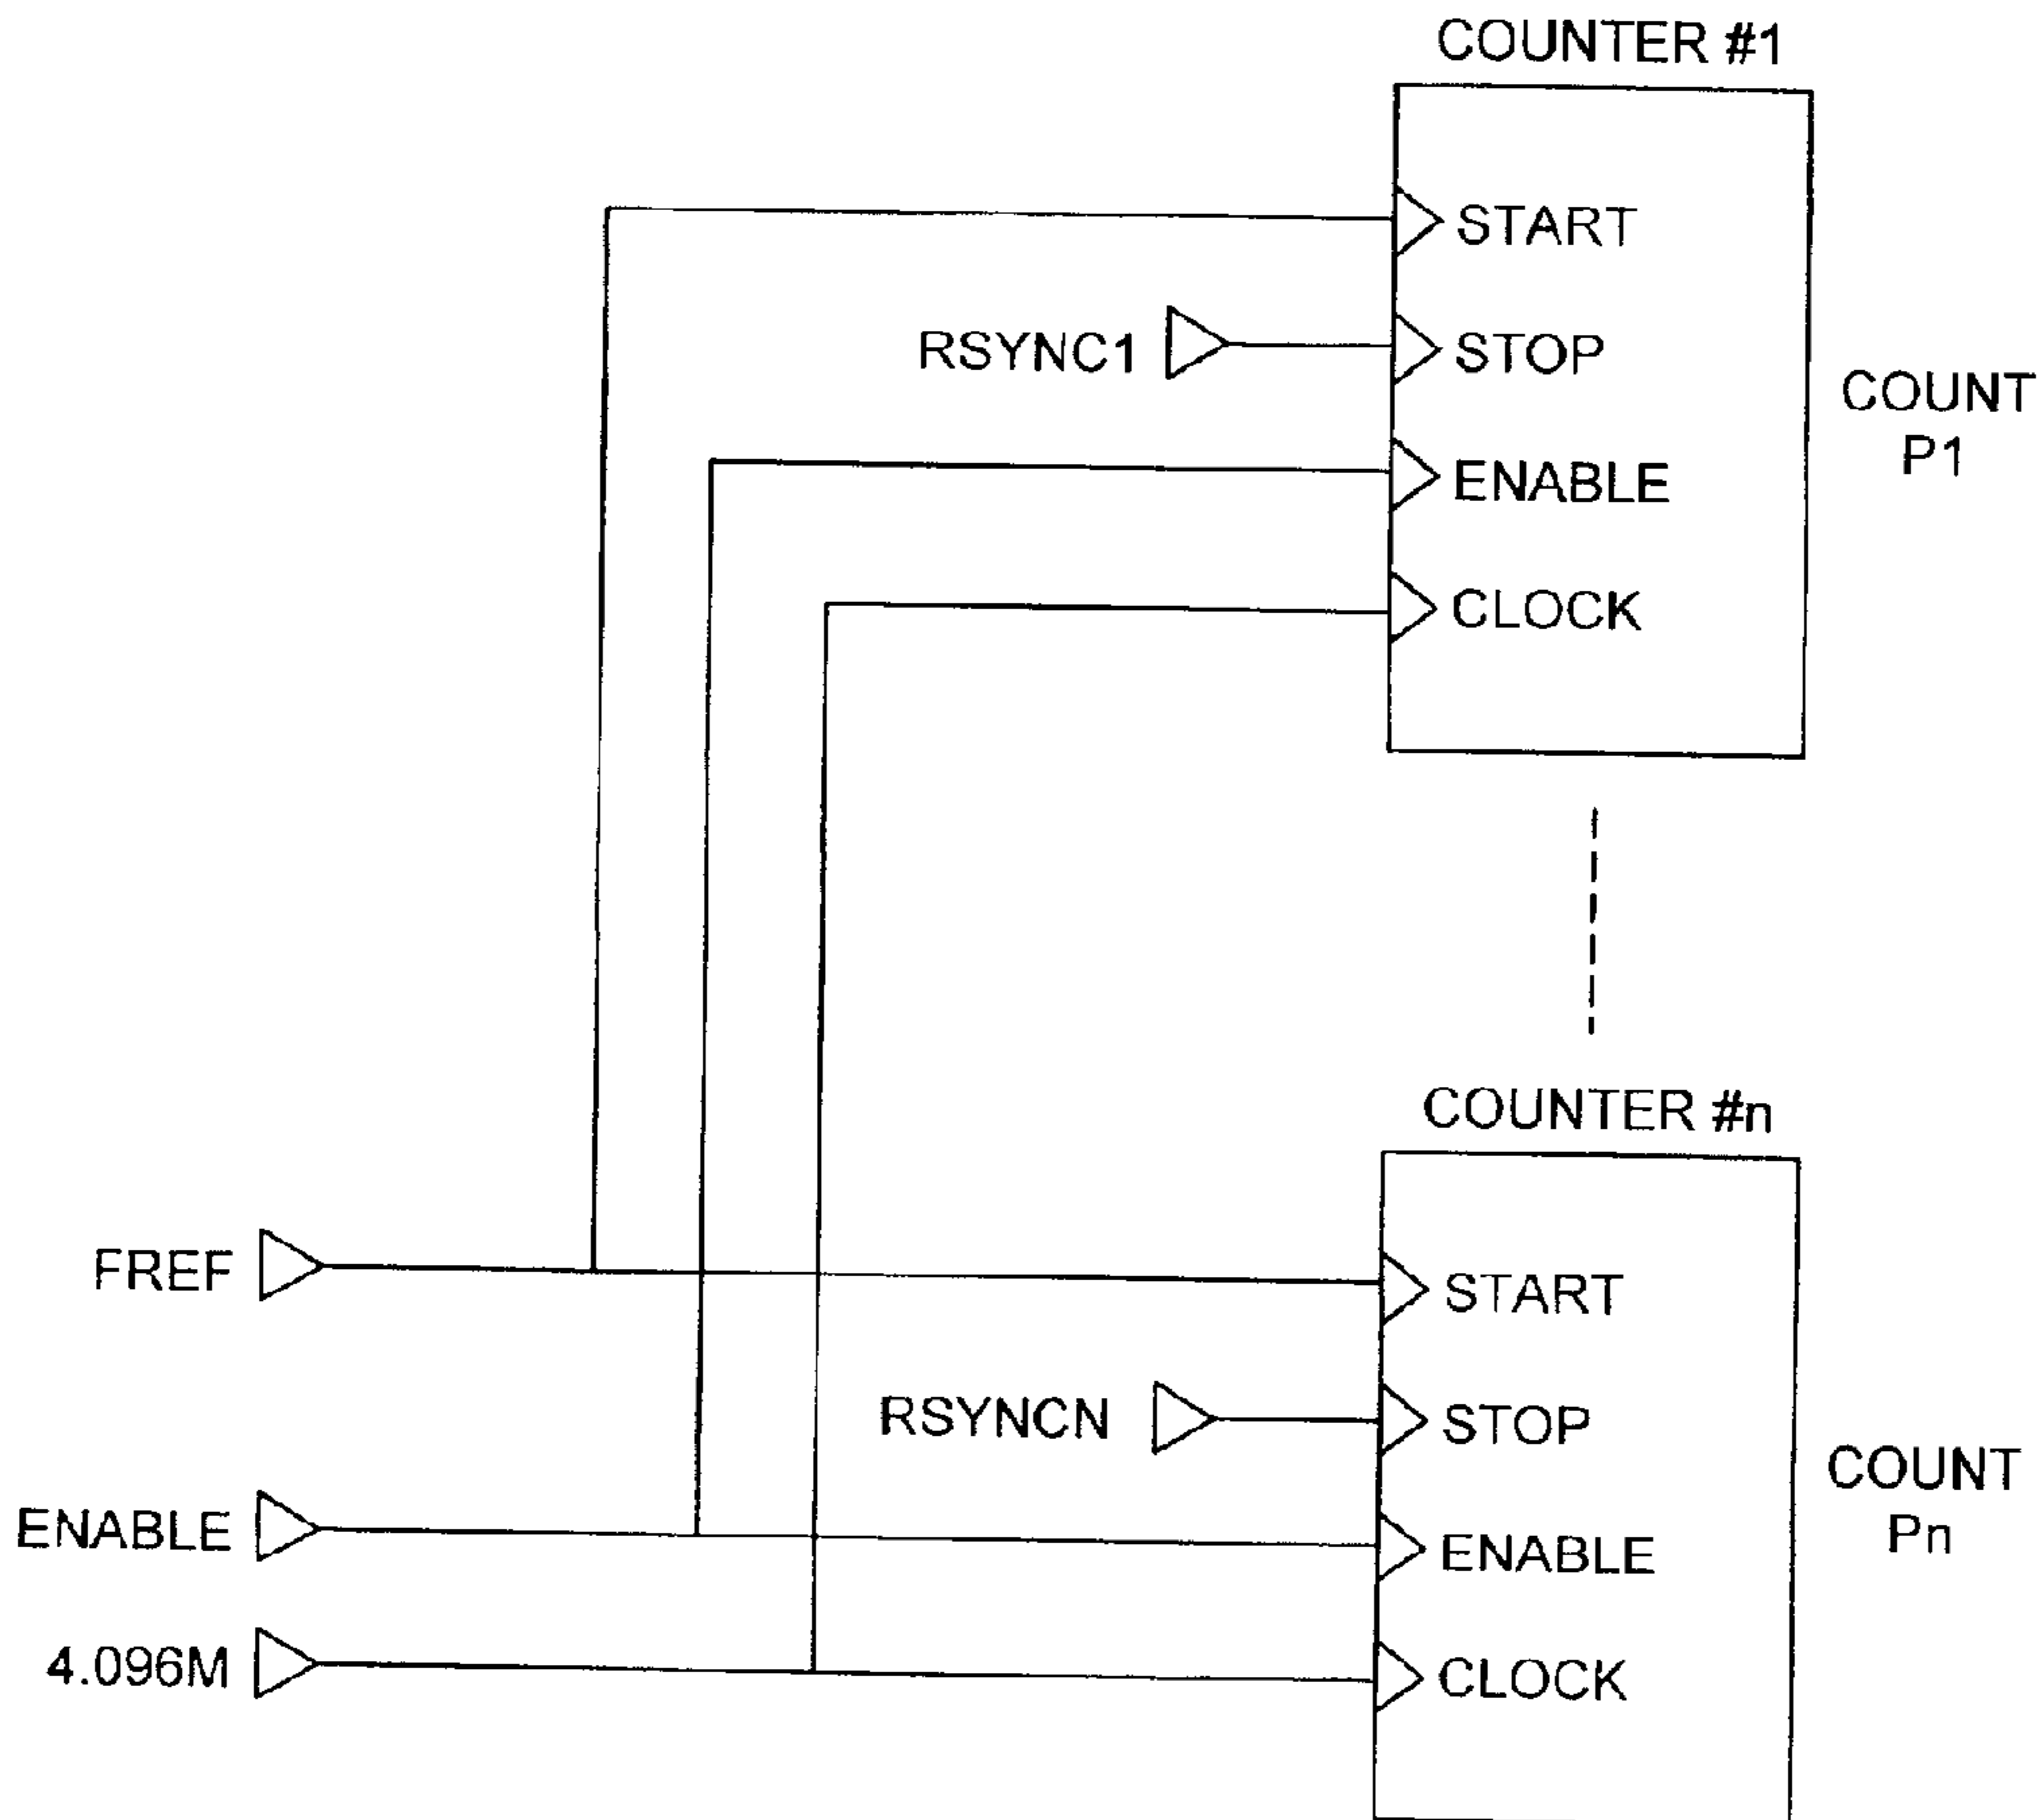 COUNTER #1
START
RSYNC1
STOP
COUNT
P1
ENABLE
CLOCK
COUNTER #n
FREF
START
RSYNCN
STOP
COUNT
Pn
ENABLE
ENABLE
4.096M
CLOCK